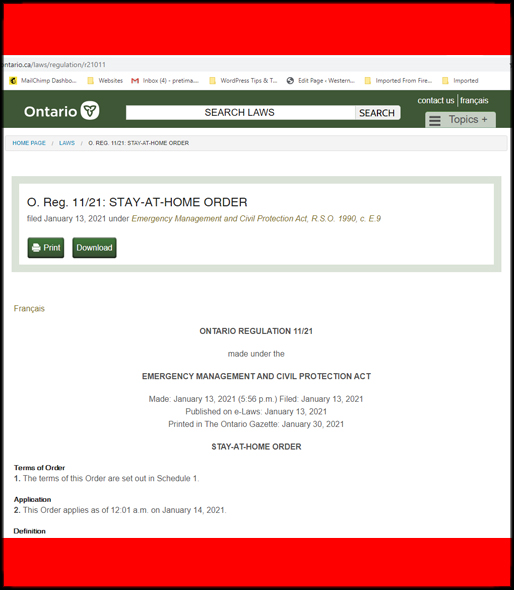 ntario.ca/laws/regulation/r21011
MailChimp Dashbo... Websites Inbox (4) - pretima.... WordPress Tips & T... Edit Page - Western... Imported From Fire... Imported
contact us français
Ontario SEARCH LAWS SEARCH
Topics +
HOME PAGE / LAWS / O. REG. 11/21: STAY-AT-HOME ORDER
O. Reg. 11/21: STAY-AT-HOME ORDER
filed January 13, 2021 under Emergency Management and Civil Protection Act, R.S.O. 1990, c. E.9
Print Download
Français
ONTARIO REGULATION 11/21
made under the
EMERGENCY MANAGEMENT AND CIVIL PROTECTION ACT
Made: January 13, 2021 (5:56 p.m.) Filed: January 13, 2021
Published on e-Laws: January 13, 2021
Printed in The Ontario Gazette: January 30, 2021
STAY-AT-HOME ORDER
Terms of Order
1. The terms of this Order are set out in Schedule 1.
Application
2. This Order applies as of 12:01 a.m. on January 14, 2021.
Definition